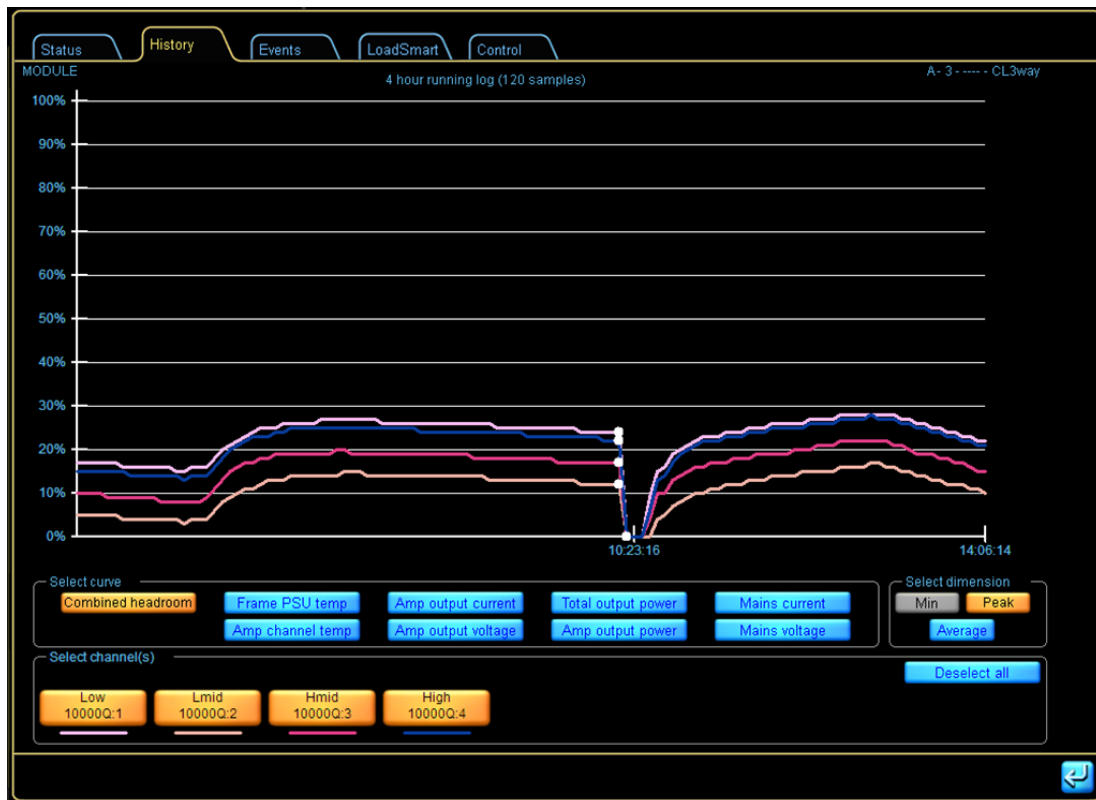 Status History Events LoadSmart Control
MODULE 4 hour running log (120 samples) A- 3 - ---- - CL3way
100%
90%
80%
70%
60%
50%
40%
30%
20%
10%
0%
10:23:16 14:06:14
Select curve
Combined headroom Frame PSU temp Amp output current Total output power Mains current
Amp channel temp Amp output voltage Amp output power Mains voltage
Select dimension
Min Peak
Average
Select channel(s)
Deselect all
Low
10000Q:1
Lmid
10000Q:2
Hmid
10000Q:3
High
10000Q:4